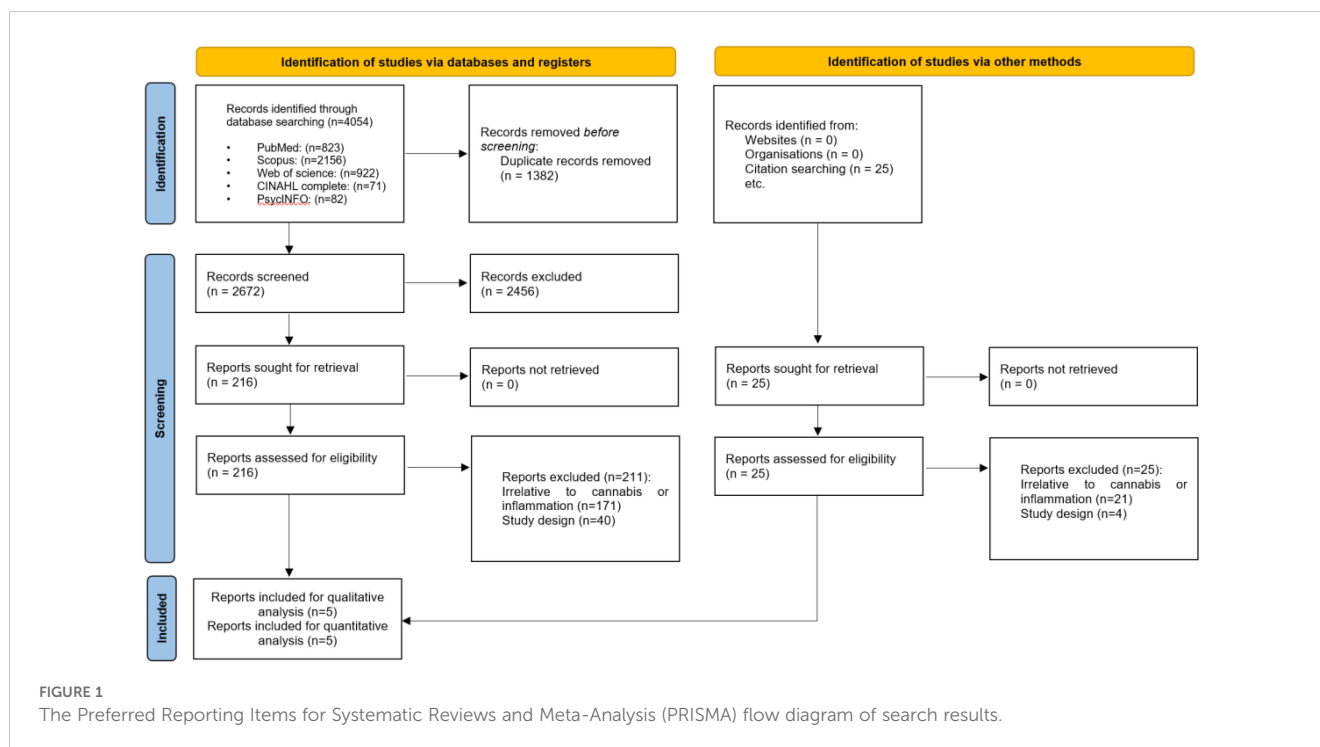 Identification of studies via databases and registers
Identification of studies via other methods
Identification
Records identified through
database searching (n=4054)
• PubMed: (n=823)
• Scopus: (n=2156)
• Web of science: (n=922)
• CINAHL complete: (n=71)
• PsycINFO: (n=82)
Records removed before
screening:
Duplicate records removed
(n = 1382)
Records identified from:
Websites (n = 0)
Organisations (n = 0)
Citation searching (n = 25)
etc.
Screening
Records screened
(n = 2672)
Records excluded
(n = 2456)
Reports sought for retrieval
(n = 216)
Reports not retrieved
(n = 0)
Reports sought for retrieval
(n = 25)
Reports not retrieved
(n = 0)
Reports assessed for eligibility
(n = 216)
Reports excluded (n=211):
Irrelative to cannabis or
inflammation (n=171)
Study design (n=40)
Reports assessed for eligibility
(n = 25)
Reports excluded (n=25):
Irrelative to cannabis or
inflammation (n=21)
Study design (n=4)
Included
Reports included for qualitative
analysis (n=5)
Reports included for quantitative
analysis (n=5)
FIGURE 1
The Preferred Reporting Items for Systematic Reviews and Meta-Analysis (PRISMA) flow diagram of search results.